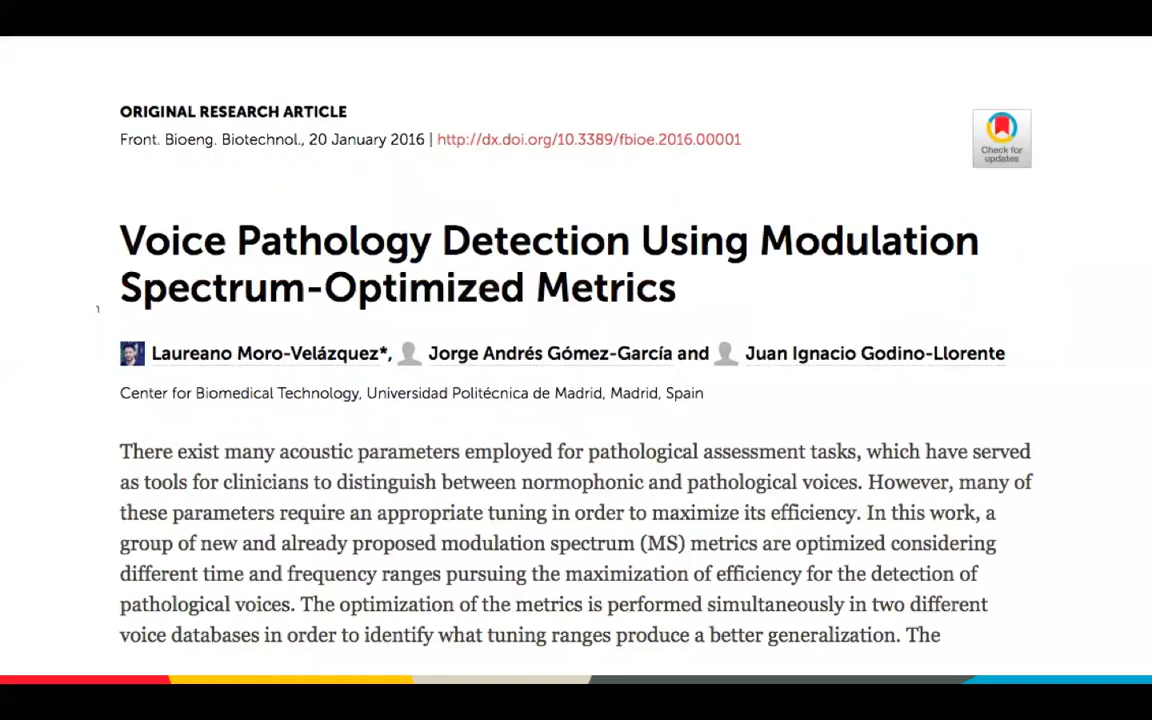 ORIGINAL RESEARCH ARTICLE
Front. Bioeng. Biotechnol., 20 January 2016 | http://dx.doi.org/10.3389/fbioe.2016.00001
Check for
updates
Voice Pathology Detection Using Modulation
Spectrum-Optimized Metrics
Laureano Moro-Velázquez*, Jorge Andrés Gómez-García and Juan Ignacio Godino-Llorente
Center for Biomedical Technology, Universidad Politécnica de Madrid, Madrid, Spain
There exist many acoustic parameters employed for pathological assessment tasks, which have served
as tools for clinicians to distinguish between normophonic and pathological voices. However, many of
these parameters require an appropriate tuning in order to maximize its efficiency. In this work, a
group of new and already proposed modulation spectrum (MS) metrics are optimized considering
different time and frequency ranges pursuing the maximization of efficiency for the detection of
pathological voices. The optimization of the metrics is performed simultaneously in two different
voice databases in order to identify what tuning ranges produce a better generalization. The